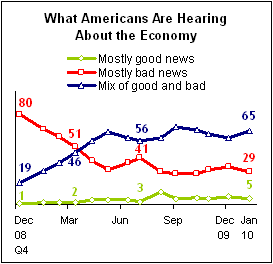 What Americans Are Hearing
About the Economy
Mostly good news
Mostly bad news
Mix of good and bad
80
65
51
56
19
46
41
29
1
2
3
5
Dec Mar Jun Sep Dec Jan
08 09 10
Q4